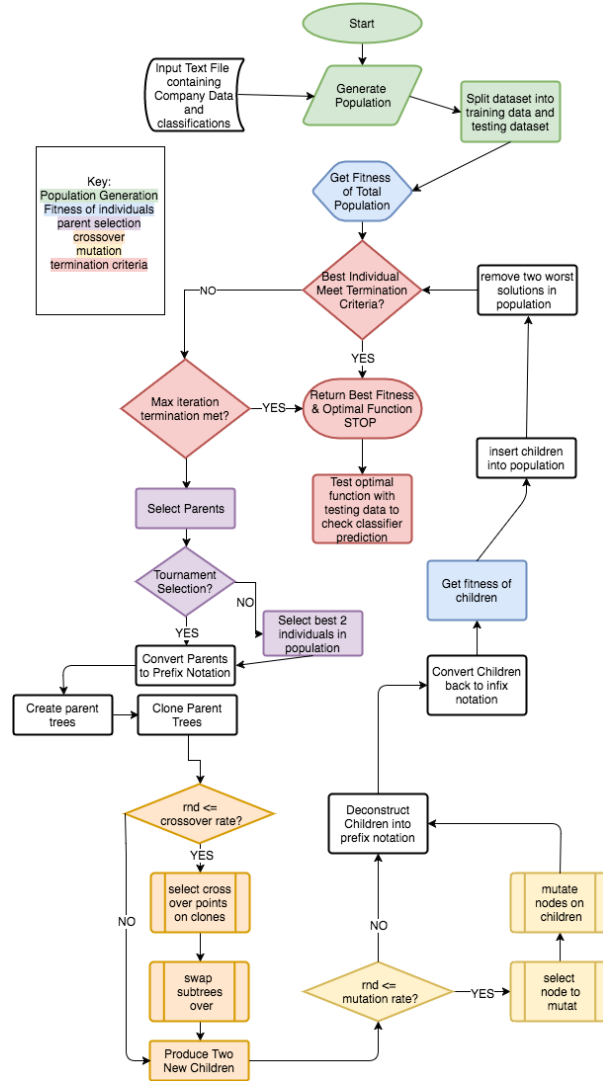 Start
Input Text File
containing
Company Data
and
classifications
Generate
Population
Split dataset into
training data and
testing dataset
Key:
Population Generation
Fitness of individuals
parent selection
crossover
mutation
termination criteria
Get Fitness
of Total
Population
Best Individual
Meet Termination
Criteria?
remove two worst
solutions in
population
NO
YES
Max iteration
termination met?
YES
Return Best Fitness
& Optimal Function
STOP
insert children
into population
Test optimal
function with
testing data to
check classifier
prediction
Select Parents
Tournament
Selection?
NO
YES
Select best 2
individuals in
population
Get fitness of
children
Convert Parents
to Prefix Notation
Convert Children
back to infix
notation
Create parent
trees
Clone Parent
Trees
rnd <=
crossover rate?
YES
NO
Deconstruct
Children into
prefix notation
select cross
over points
on clones
mutate
nodes on
children
NO
swap
subtrees
over
rnd <=
mutation rate?
YES
select
node to
mutat
Produce Two
New Children